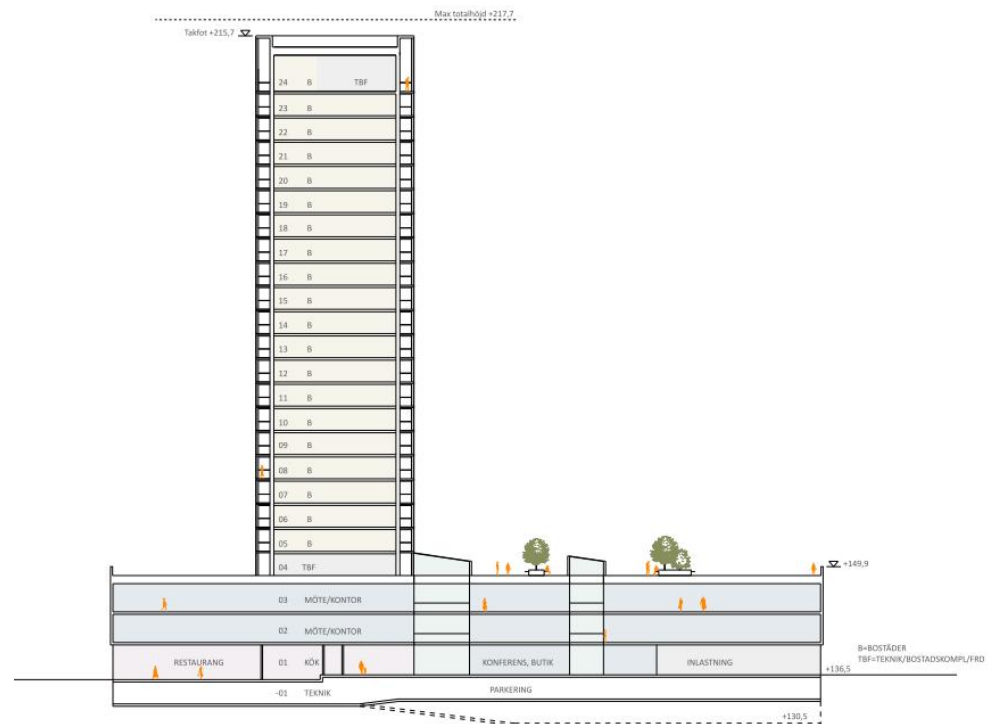 Max totalhöjd +217,7
Takfot +215,7
24 B TBF
23 B
22 B
21 B
20 B
19 B
18 B
17 B
16 B
15 B
14 B
13 B
12 B
11 B
10 B
09 B
08 B
07 B
06 B
05 B
04 TBF
+149,9
03 MÖTE/KONTOR
02 MÖTE/KONTOR
RESTAURANG 01 KÖK KONFERENS, BUTIK INLASTNING
B=BOSTÄDER
TBF=TEKNIK/BOSTADSKOMPL/FRD
+136,5
-01 TEKNIK PARKERING
+130,5